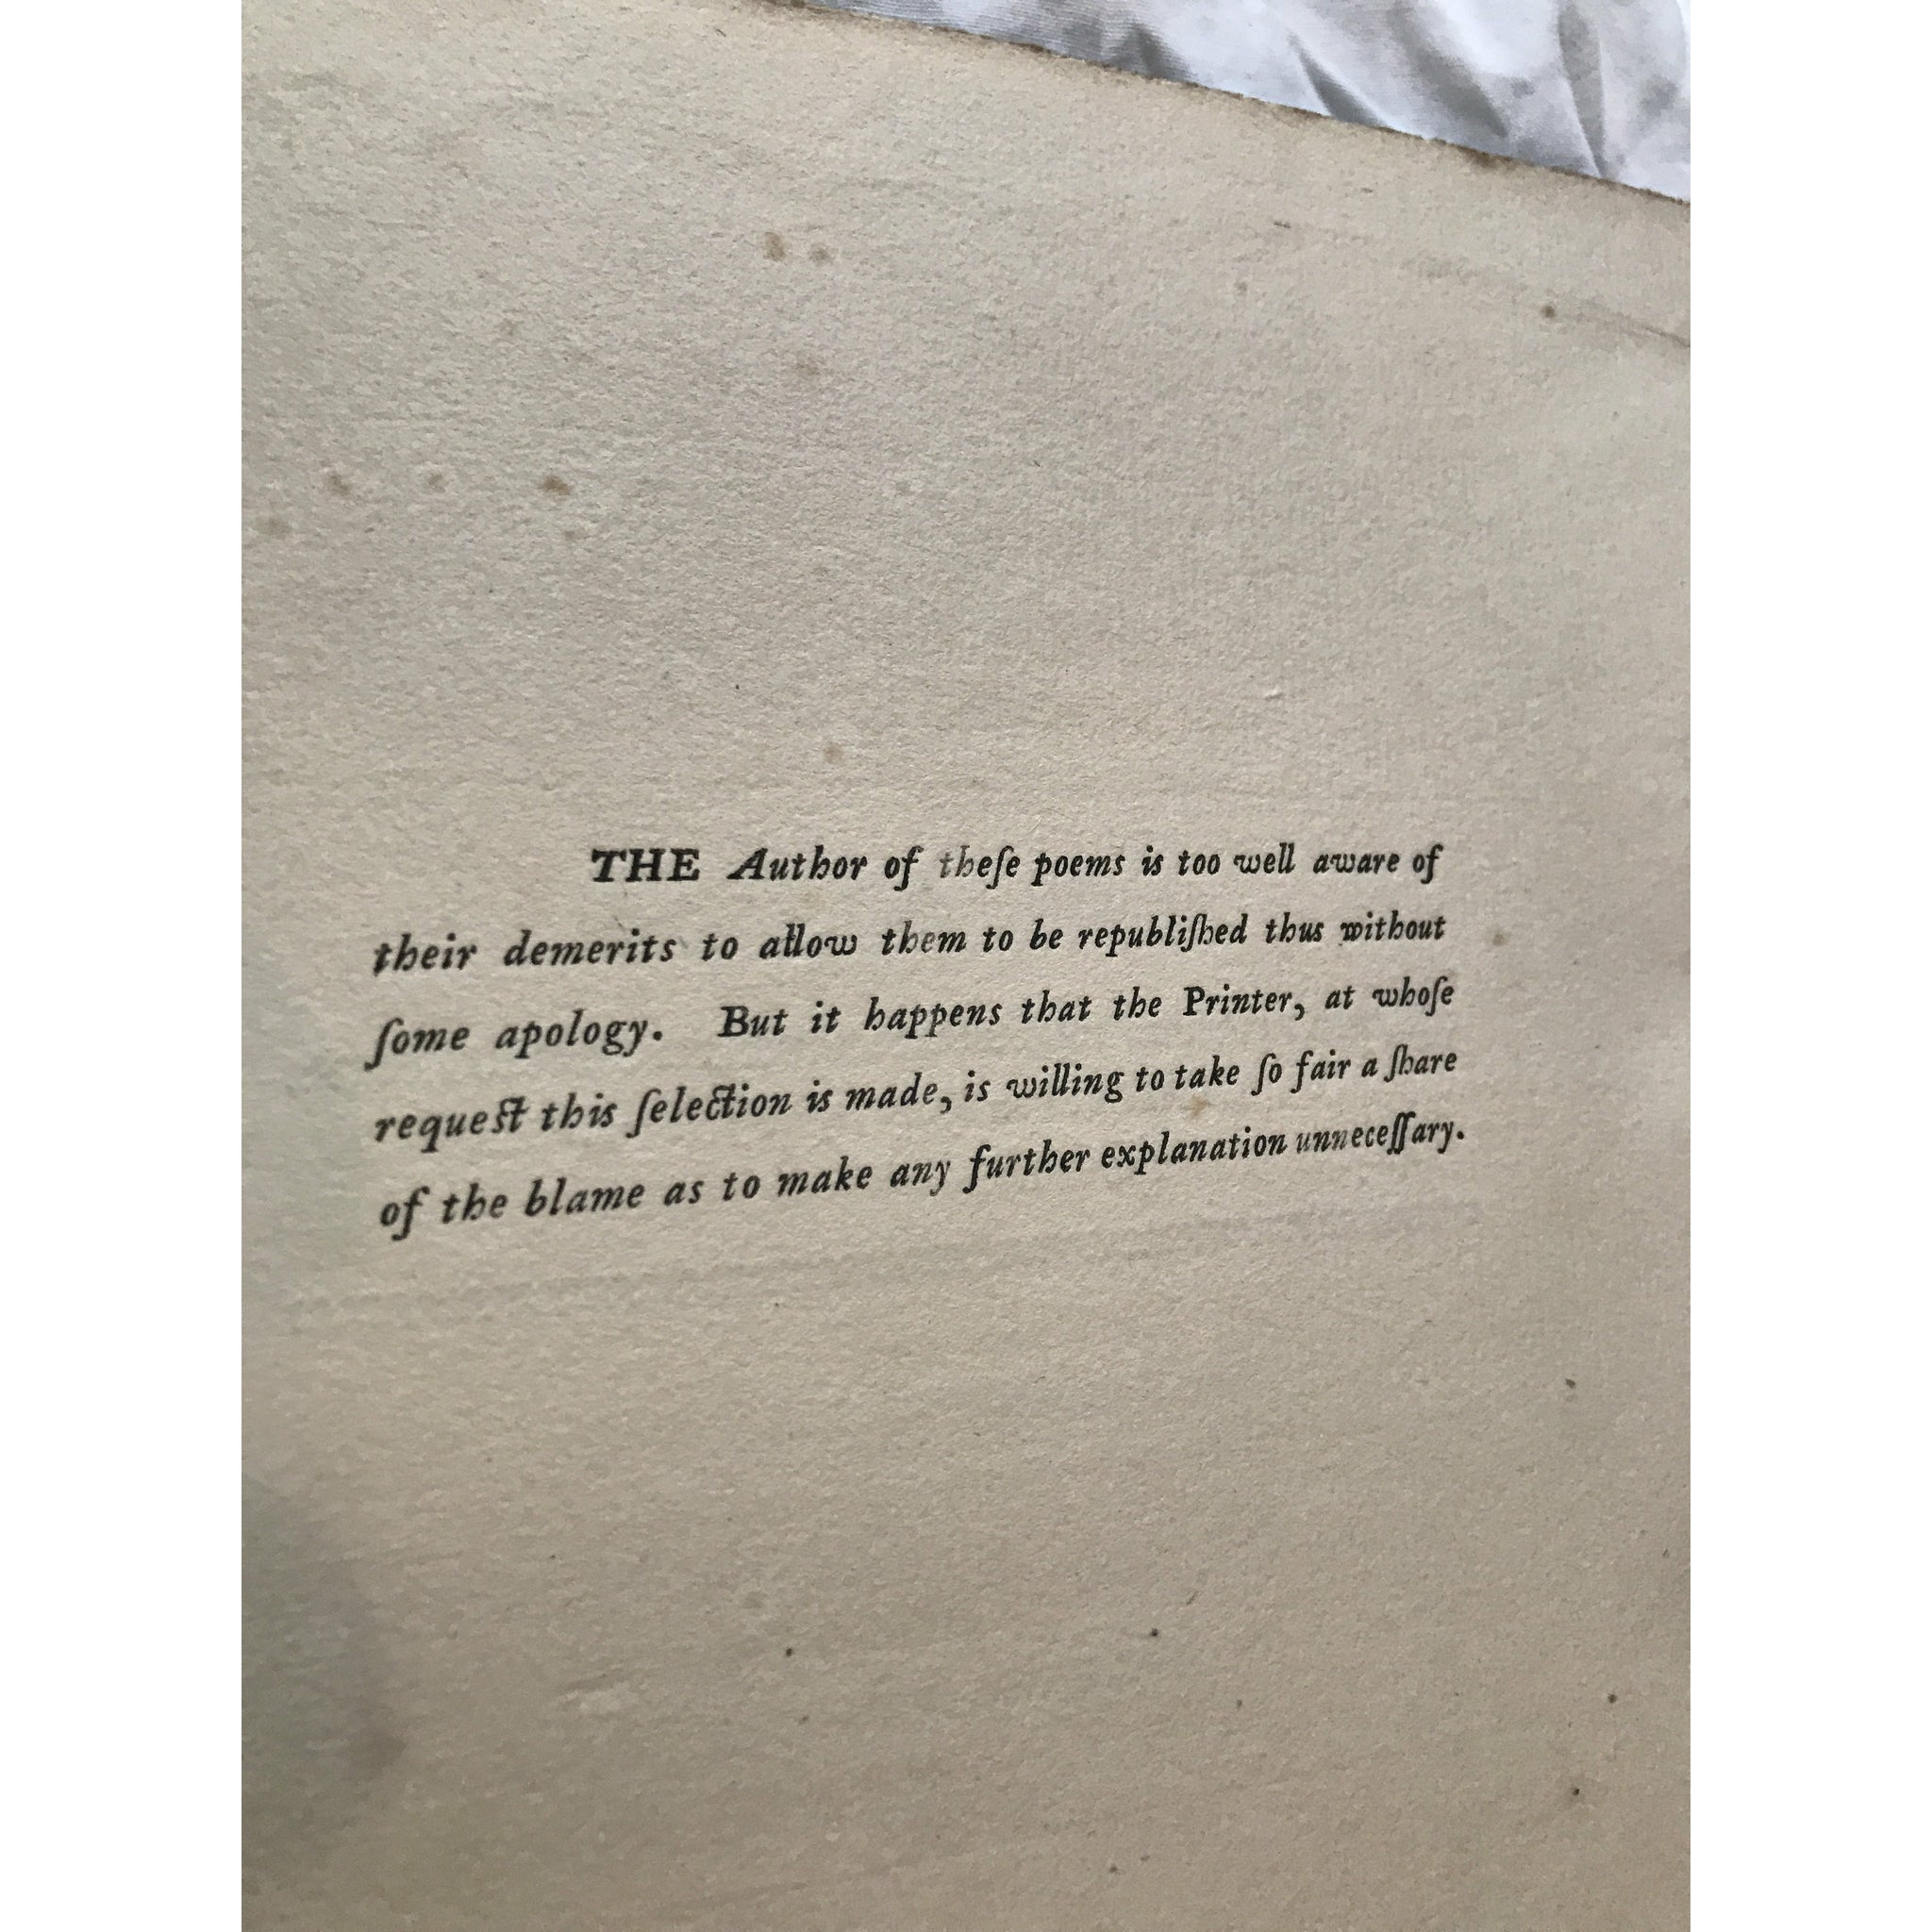 THE Author of theſe poems is too well aware of
their demerits to allow them to be republiſhed thus without
ſome apology. But it happens that the Printer, at whoſe
requeſt this ſelection is made, is willing to take ſo fair a ſhare
of the blame as to make any further explanation unneceſſary.